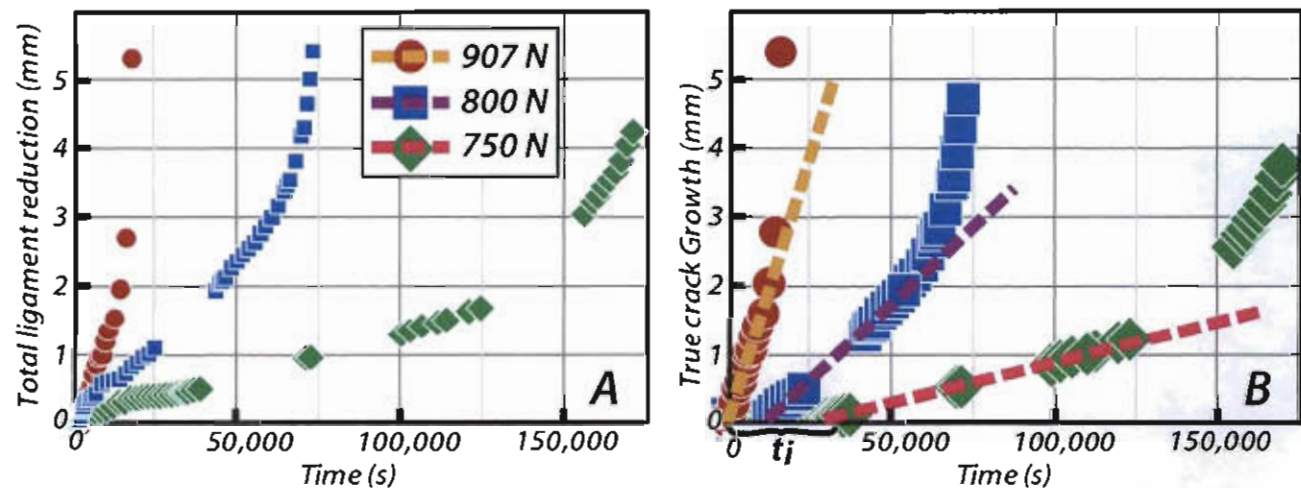 Total ligament reduction (mm)
5
4
3
2
1
0
0
50,000
100,000
150,000
Time (s)
907 N
800 N
750 N
A
True crack Growth (mm)
5
4
3
2
1
0
0
50,000
100,000
150,000
ti
Time (s)
B